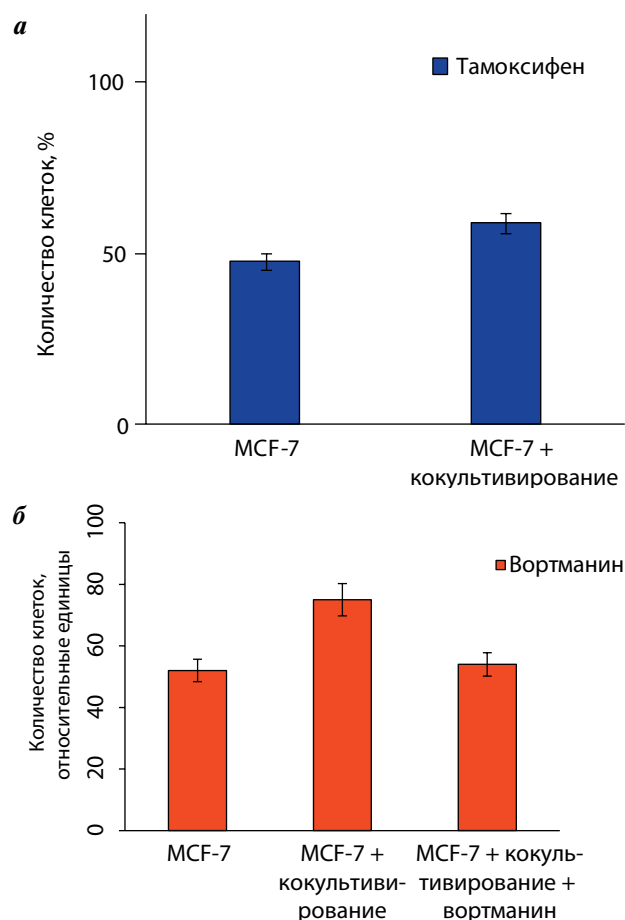 а
Тамоксифен
Количество клеток, %
100
50
0
MCF-7
MCF-7 +
кокультивирование
б
Вортманин
Количество клеток,
относительные единицы
100
80
60
40
20
0
MCF-7
MCF-7 +
кокультиви-
рование
MCF-7 + кокуль-
тивирование +
вортманин